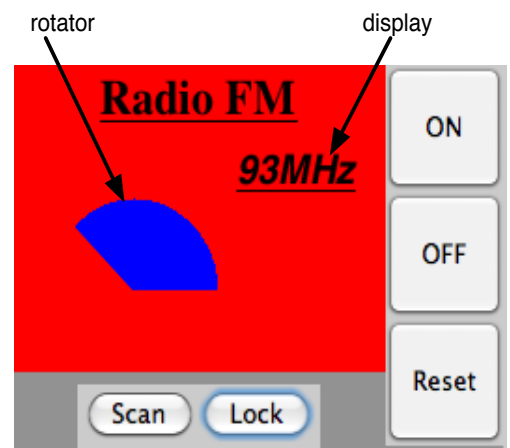 rotator
display
Radio FM
ON
93MHz
OFF
Reset
Scan
Lock